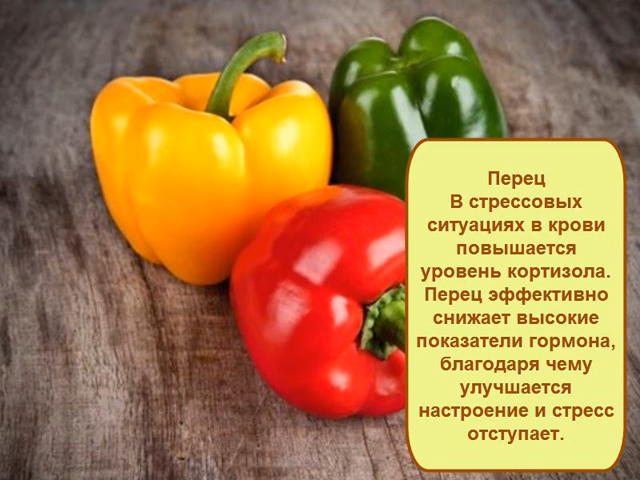 Перец
В стрессовых
ситуациях в крови
повышается
уровень кортизола.
Перец эффективно
снижает высокие
показатели гормона,
благодаря чему
улучшается
настроение и стресс
отступает.